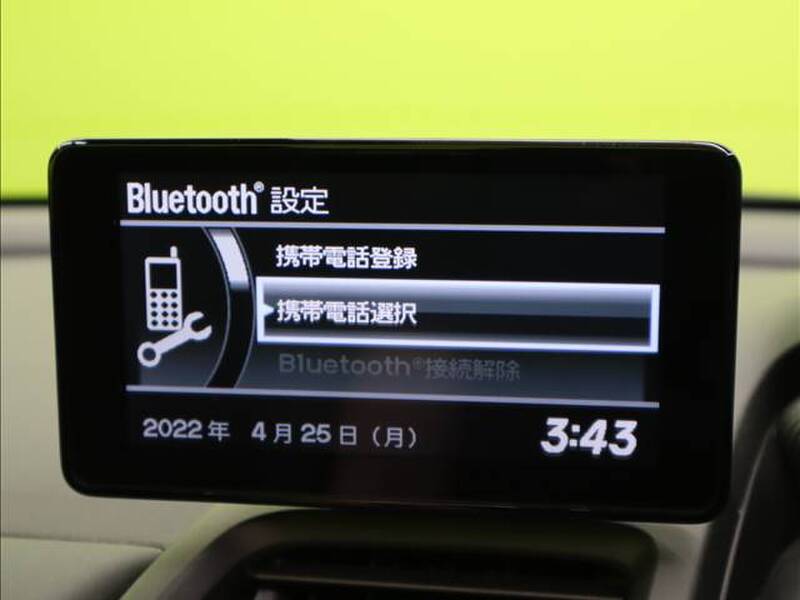 Bluetooth® 設定
携帯電話登録
携帯電話選択
Bluetooth®接続解除
2022年 4月25日（月） 3:43